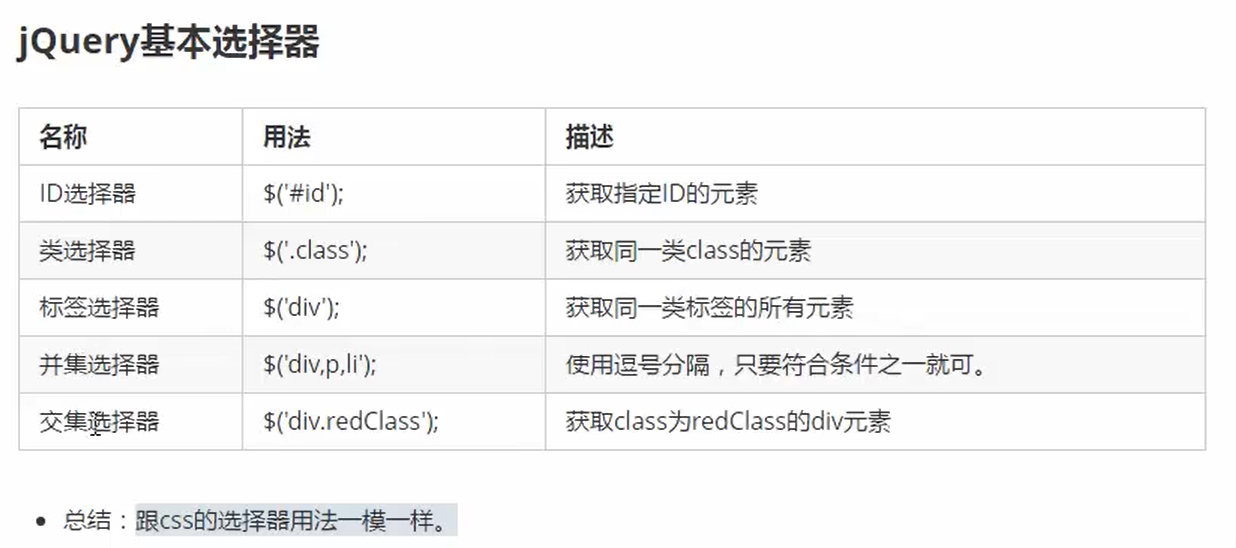 jQuery基本选择器
名称 用法 描述
ID选择器 $('#id'); 获取指定ID的元素
类选择器 $('.class'); 获取同一类class的元素
标签选择器 $('div'); 获取同一类标签的所有元素
并集选择器 $('div,p,li'); 使用逗号分隔，只要符合条件之一就可。
交集选择器 $('div.redClass'); 获取class为redClass的div元素
• 总结：跟css的选择器用法一模一样。